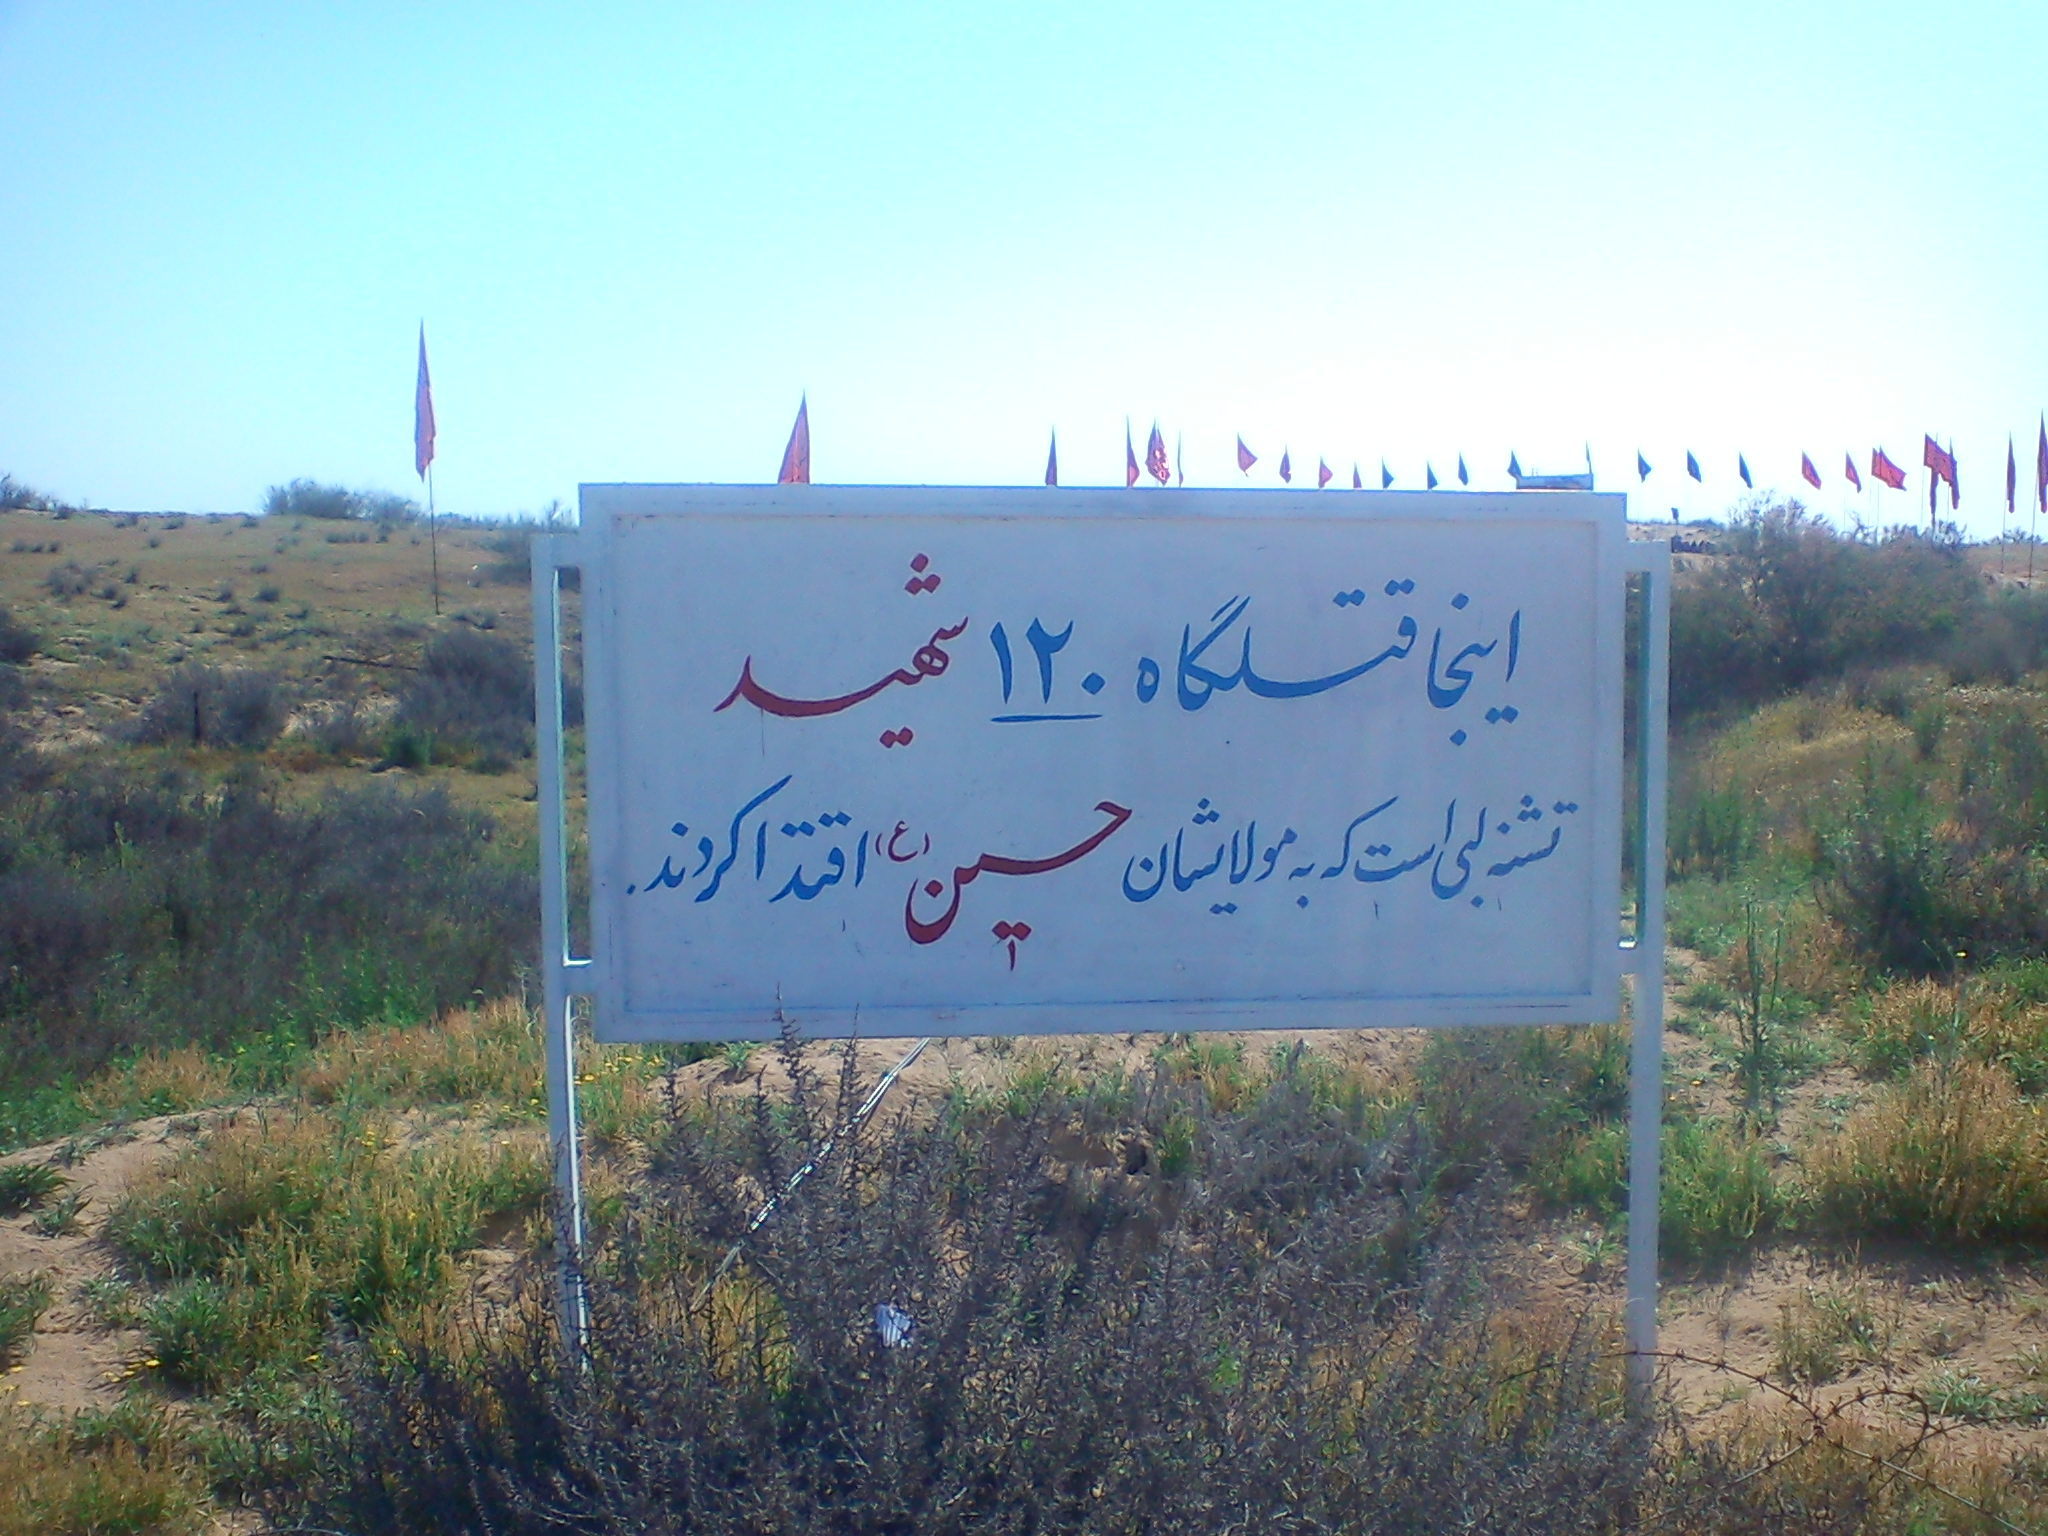 اینجا قتلگاه ۱۲۰ شهید
تشنه لبی است که به مولایشان حسین (ع) اقتدا کردند.